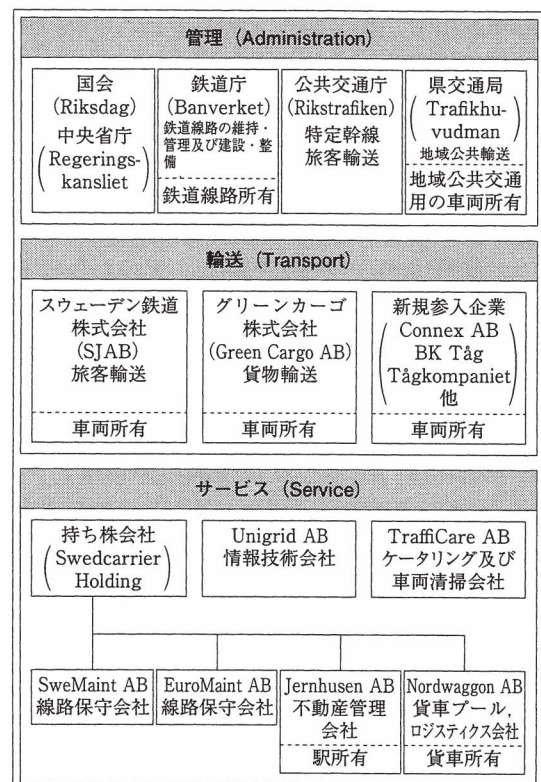 管理 (Administration)
国会
(Riksdag)
中央省庁
(Regerings-
kansliet)
鉄道庁
(Banverket)
鉄道線路の維持・
管理及び建設・整
備
鉄道線路所有
公共交通庁
(Rikstrafiken)
特定幹線
旅客輸送
県交通局
(Trafikhu-
vudman)
地域公共輸送
地域公共交通
用の車両所有
輸送 (Transport)
スウェーデン鉄道
株式会社
(SJAB)
旅客輸送
車両所有
グリーンカーゴ
株式会社
(Green Cargo AB)
貨物輸送
車両所有
新規参入企業
(Connex AB
BK Tåg
Tågkompaniet
他)
車両所有
サービス (Service)
持ち株会社
(Swedcarrier
Holding)
Unigrid AB
情報技術会社
TraffiCare AB
ケータリング及び
車両清掃会社
SweMaint AB
線路保守会社
EuroMaint AB
線路保守会社
Jernhusen AB
不動産管理
会社
駅所有
Nordwaggon AB
貨車プール,
ロジスティクス会社
貨車所有